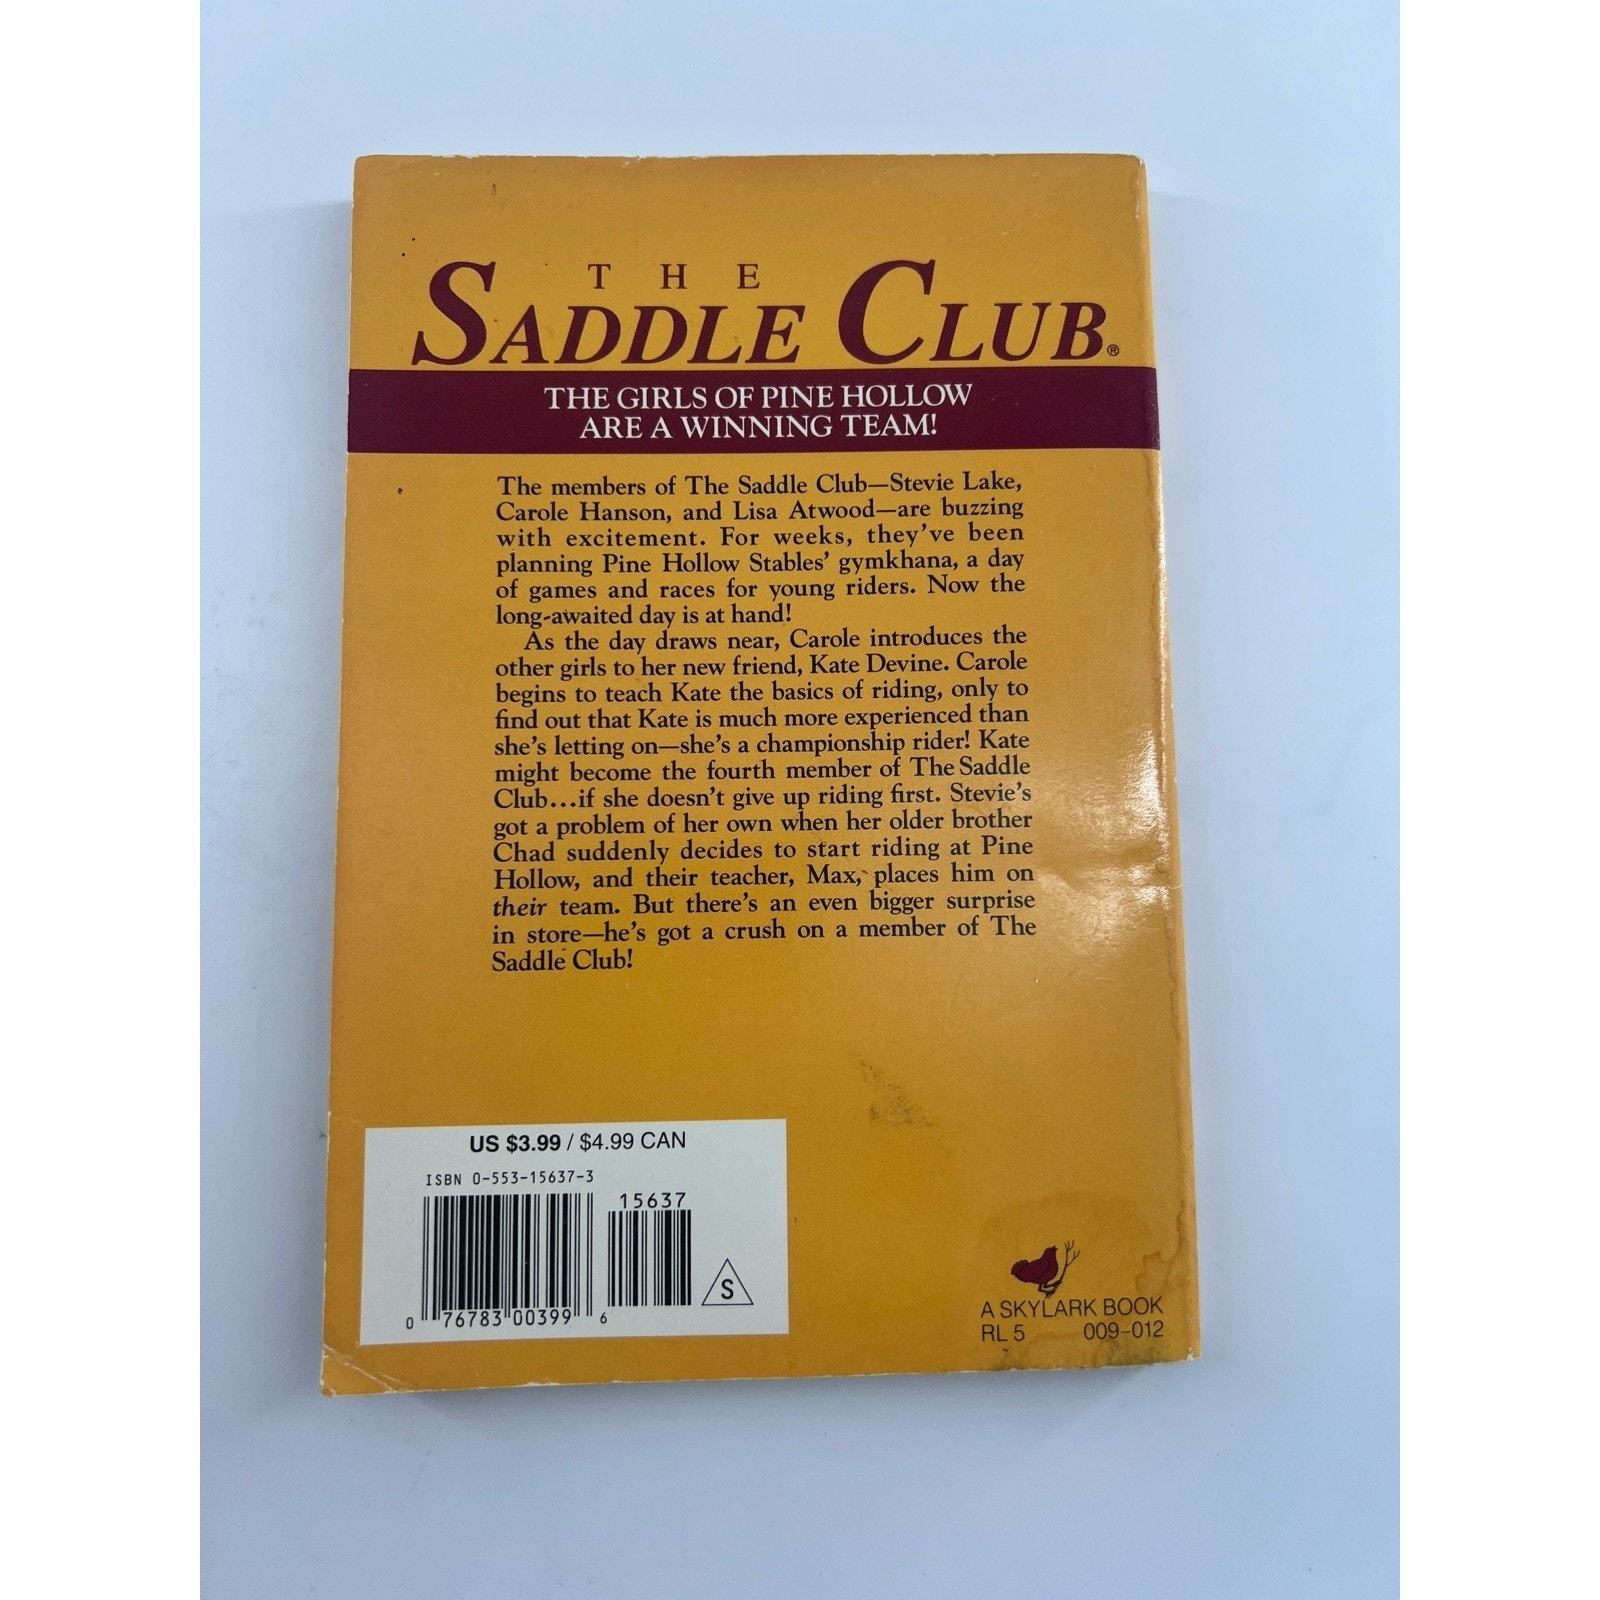 THE
SADDLE CLUB®
THE GIRLS OF PINE HOLLOW
ARE A WINNING TEAM!
The members of The Saddle Club—Stevie Lake,
Carole Hanson, and Lisa Atwood—are buzzing
with excitement. For weeks, they've been
planning Pine Hollow Stables' gymkhana, a day
of games and races for young riders. Now the
long-awaited day is at hand!
As the day draws near, Carole introduces the
other girls to her new friend, Kate Devine. Carole
begins to teach Kate the basics of riding, only to
find out that Kate is much more experienced than
she's letting on—she's a championship rider! Kate
might become the fourth member of The Saddle
Club...if she doesn't give up riding first. Stevie's
got a problem of her own when her older brother
Chad suddenly decides to start riding at Pine
Hollow, and their teacher, Max, places him on
their team. But there's an even bigger surprise
in store—he's got a crush on a member of The
Saddle Club!
US $3.99 / $4.99 CAN
ISBN 0-553-15637-3
15637
0 76783 00399 6
S
A SKYLARK BOOK
RL 5 009-012